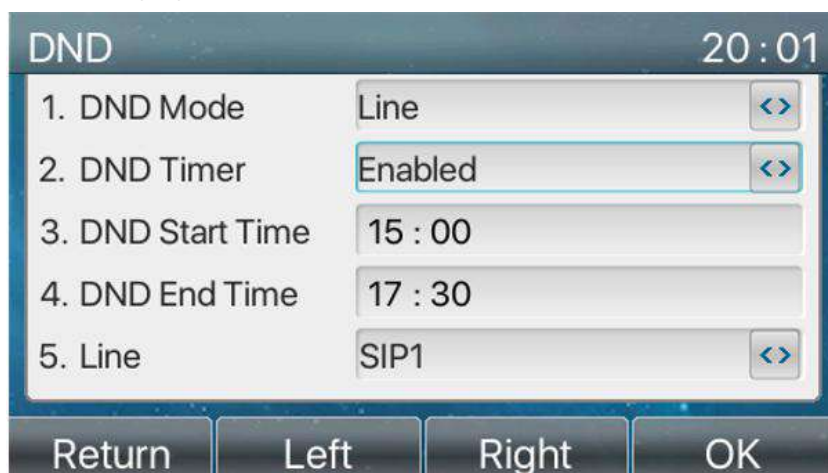 DND 20 : 01
1. DND Mode Line
2. DND Timer Enabled
3. DND Start Time 15 : 00
4. DND End Time 17 : 30
5. Line SIP1
Return Left Right OK